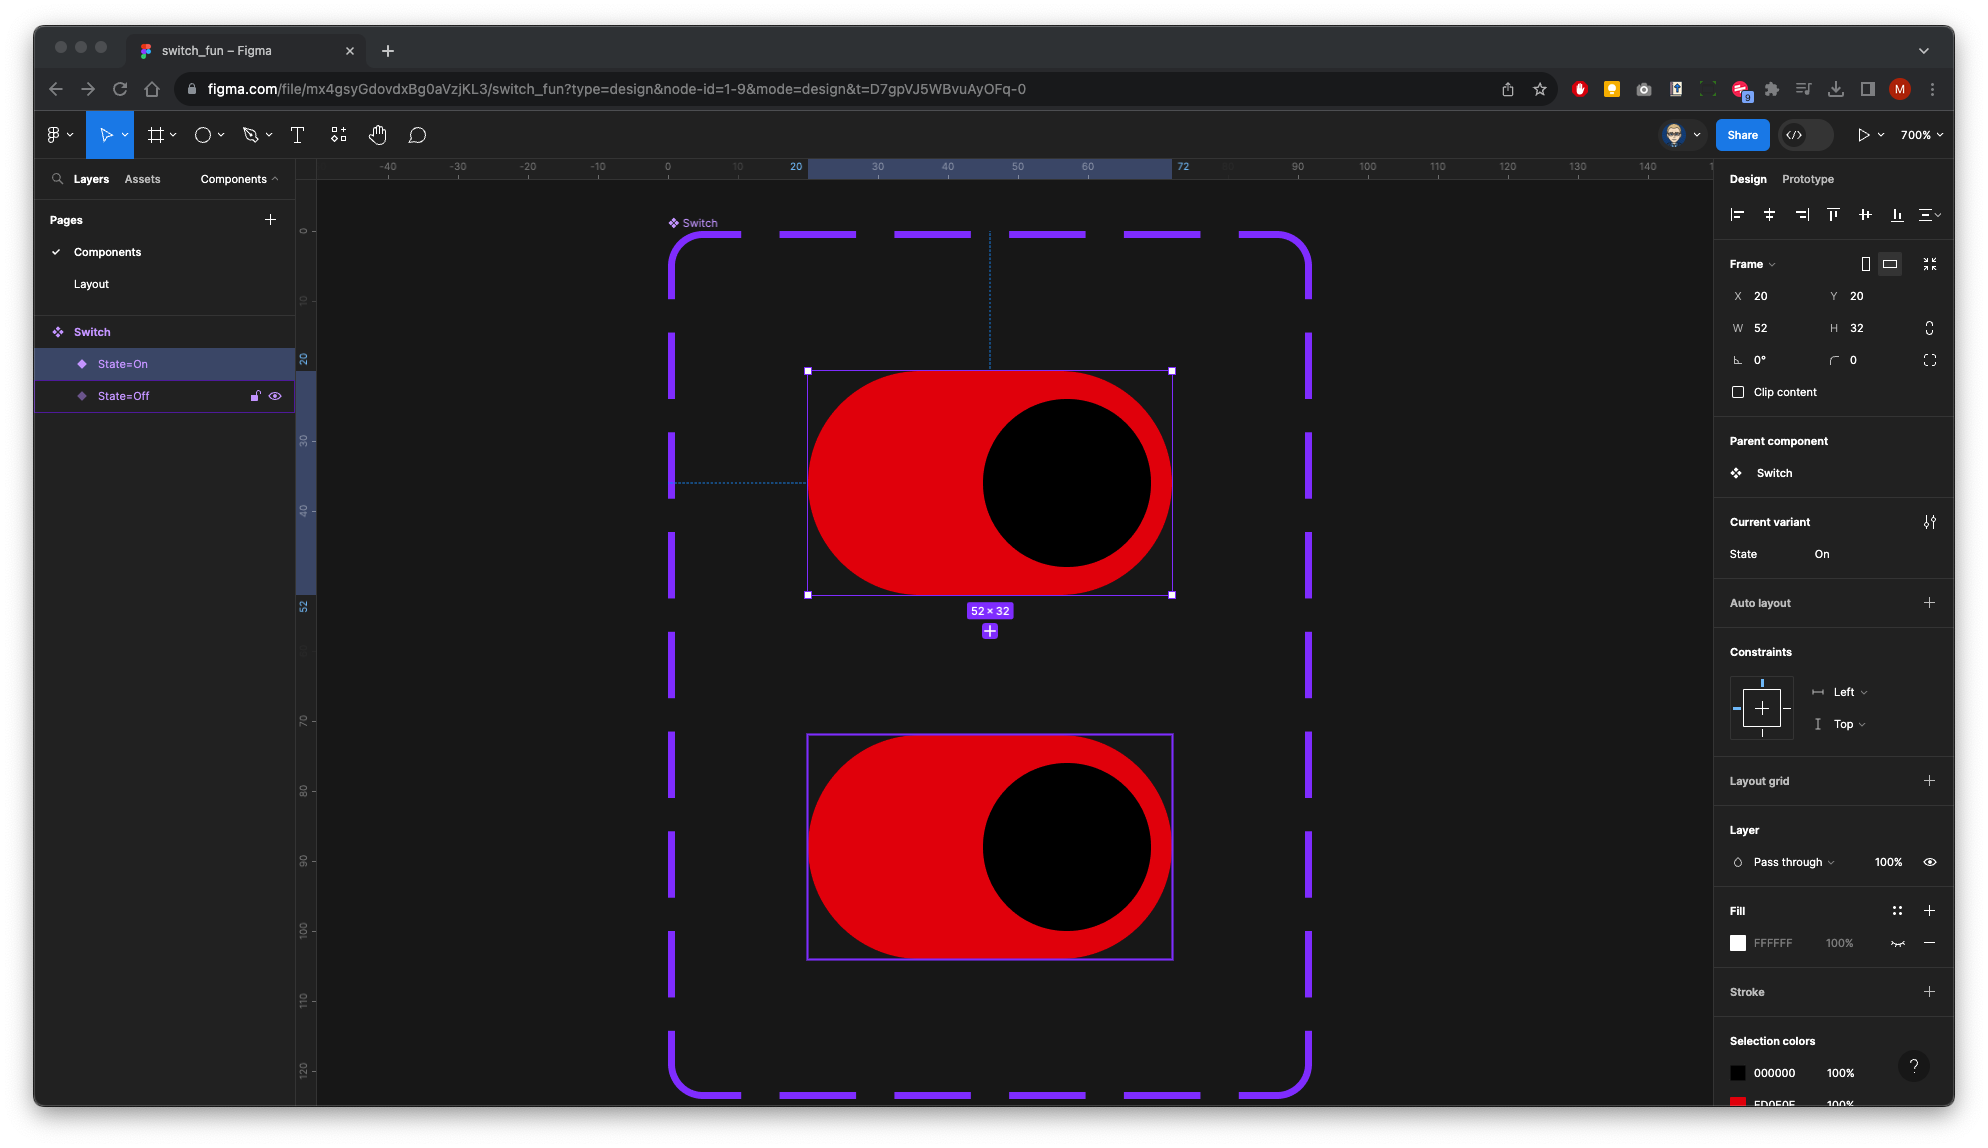 switch_fun – Figma
figma.com/file/mx4gsyGdovdxBg0aVzjKL3/switch_fun?type=design&node-id=1-9&mode=design&t=D7gpVJ5WBvuAyOFq-0
9
M
Share
700%
Layers
Assets
Components
Pages
Components
Layout
Switch
State=On
State=Off
-40 -30 -20 -10 0 10 20 30 40 50 60 72 90 100 110 120 130 140
0
10
20
30
40
52
70
80
90
100
110
120
Switch
52 × 32
Design
Prototype
Frame
X 20
Y 20
W 52
H 32
0°
0
Clip content
Parent component
Switch
Current variant
State
On
Auto layout
Constraints
Left
Top
Layout grid
Layer
Pass through
100%
Fill
FFFFFF
100%
Stroke
Selection colors
000000
100%
100%
?